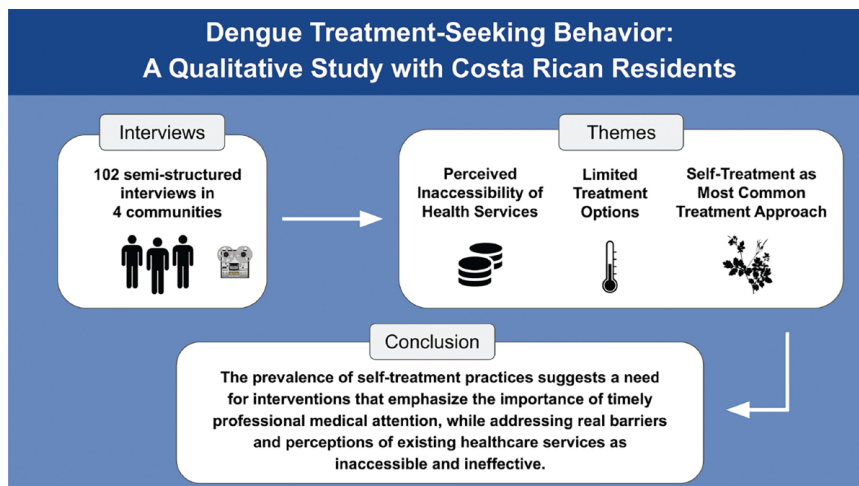 Dengue Treatment-Seeking Behavior:
A Qualitative Study with Costa Rican Residents
Interviews
102 semi-structured
interviews in
4 communities
Themes
Perceived
Inaccessibility of
Health Services
Limited
Treatment
Options
Self-Treatment as
Most Common
Treatment Approach
Conclusion
The prevalence of self-treatment practices suggests a need
for interventions that emphasize the importance of timely
professional medical attention, while addressing real barriers
and perceptions of existing healthcare services as
inaccessible and ineffective.